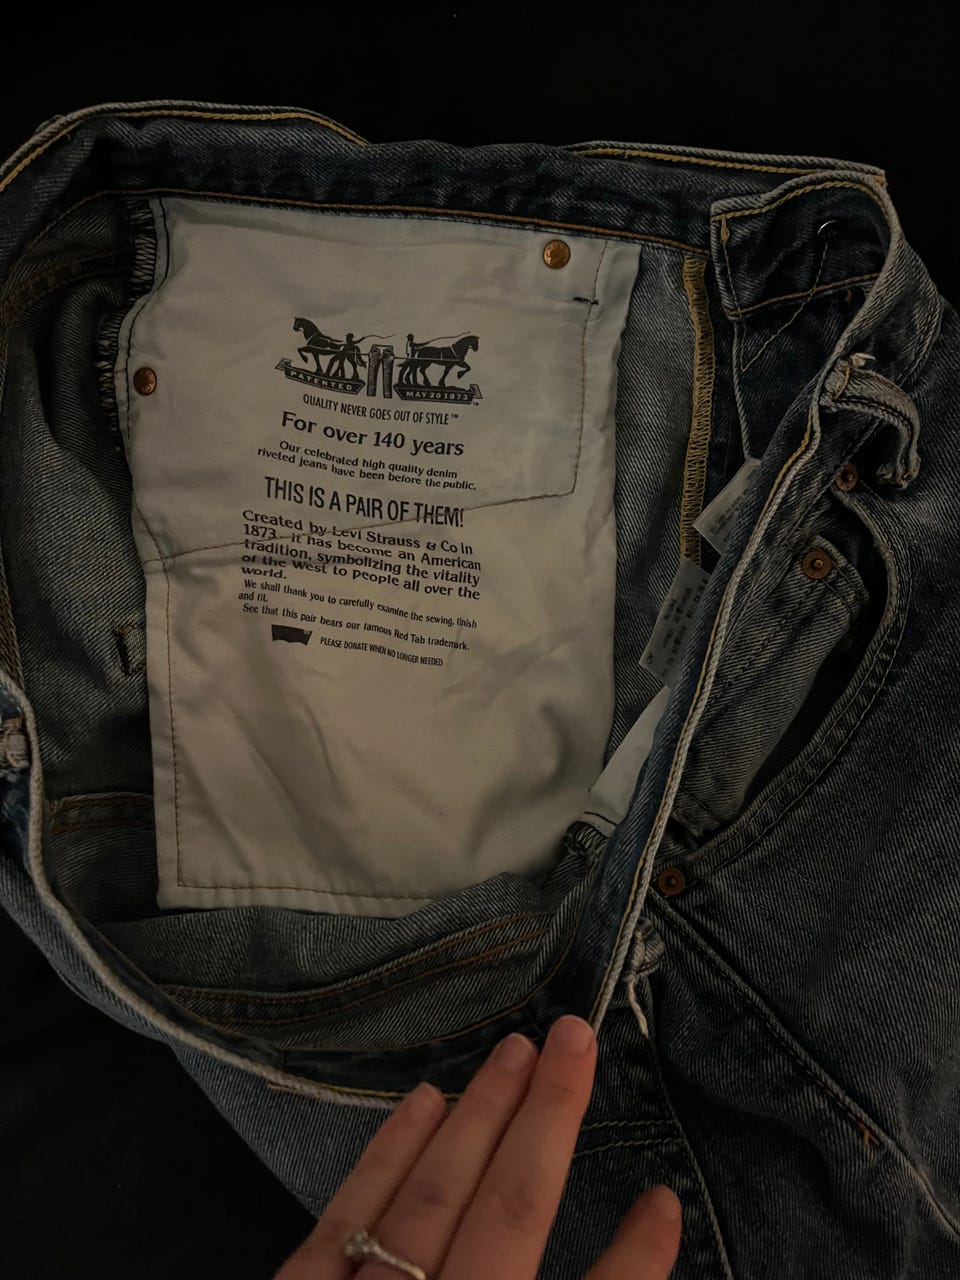 PATENTED MAY 20 1873 ™
QUALITY NEVER GOES OUT OF STYLE™
For over 140 years
Our celebrated high quality denim
riveted jeans have been before the public.
THIS IS A PAIR OF THEM!
Created by Levi Strauss & Co in
1873 - it has become an American
tradition, symbolizing the vitality
of the West to people all over the
world.
We shall thank you to carefully examine the sewing, finish
and fit.
See that this pair bears our famous Red Tab trademark.
PLEASE DONATE WHEN NO LONGER NEEDED